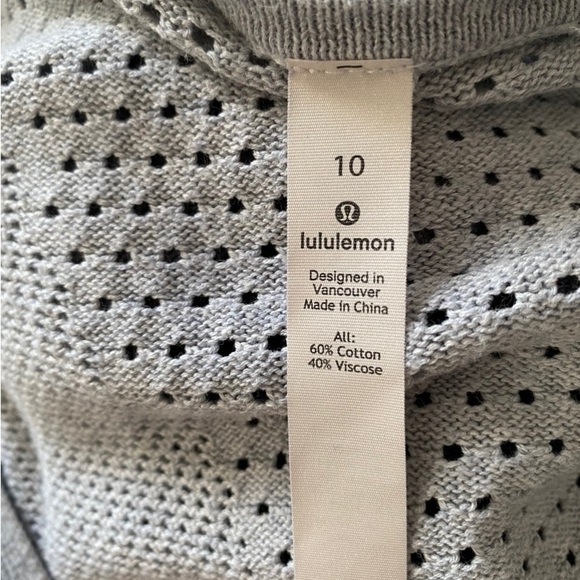 10
lululemon
Designed in
Vancouver
Made in China
All:
60% Cotton
40% Viscose